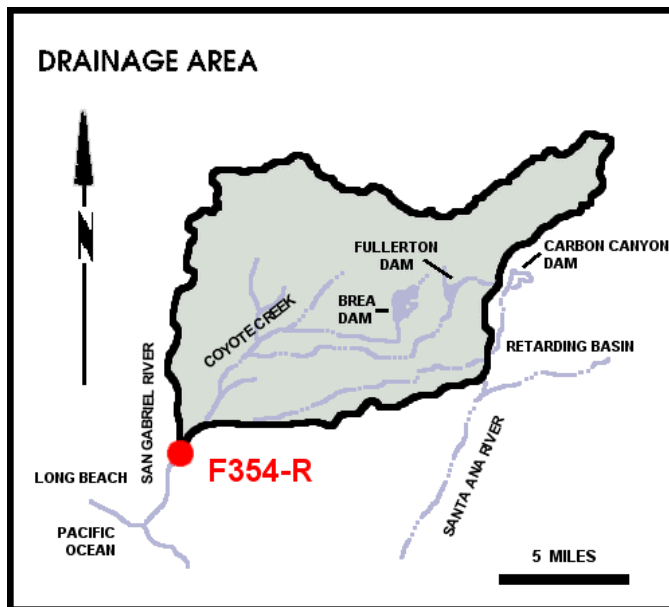 DRAINAGE AREA
N
FULLERTON
DAM
CARBON CANYON
DAM
BREA
DAM
COYOTE CREEK
RETARDING BASIN
SAN GABRIEL RIVER
SANTA ANA RIVER
F354-R
LONG BEACH
PACIFIC
OCEAN
5 MILES